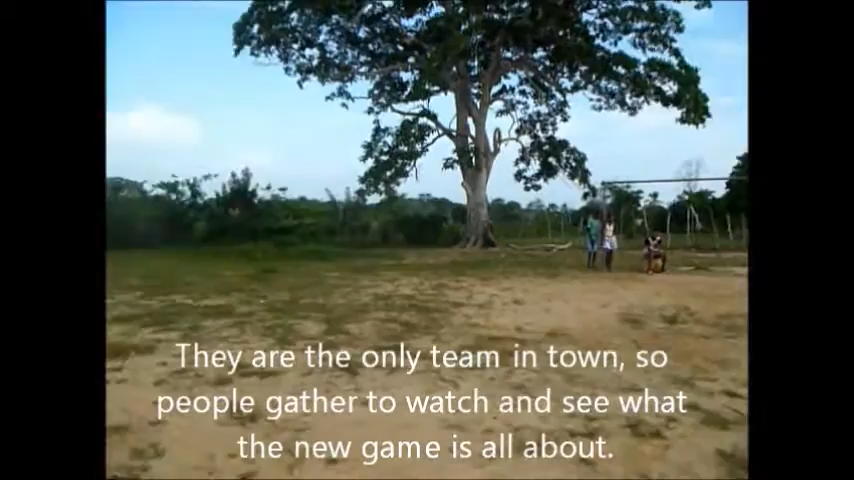 They are the only team in town, so
people gather to watch and see what
the new game is all about.